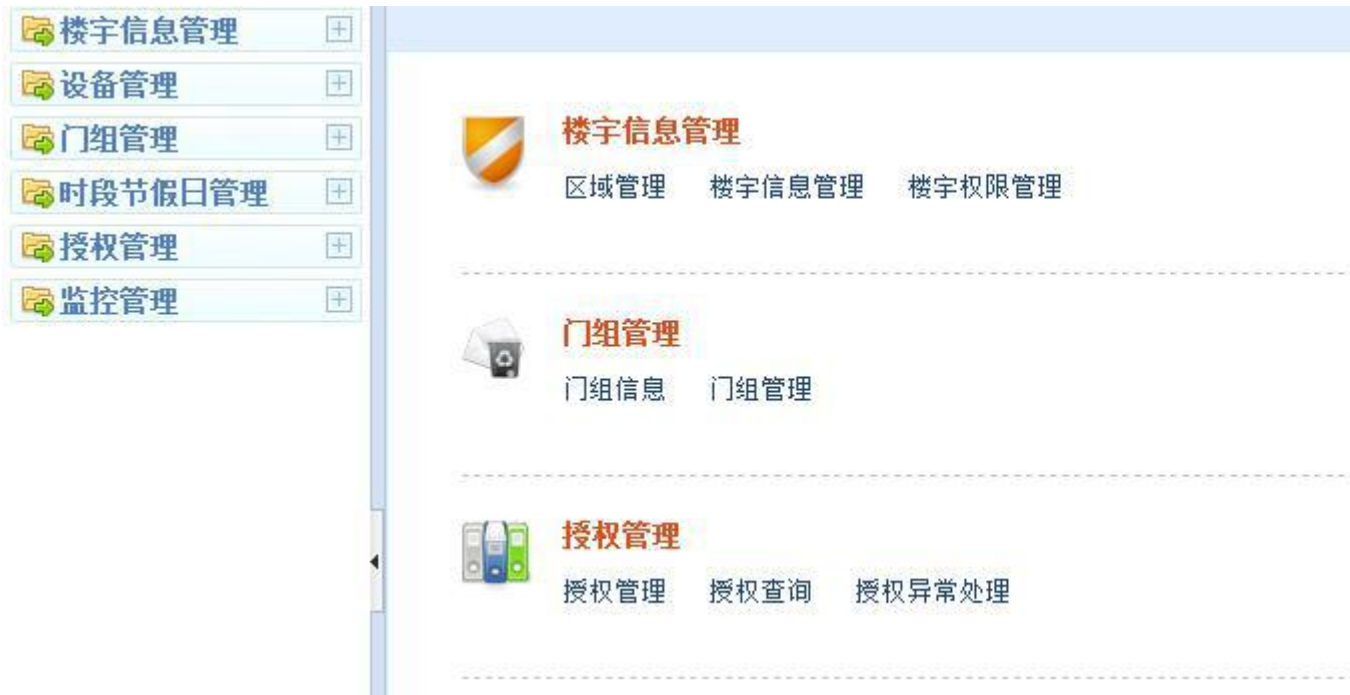 楼宇信息管理
设备管理
门组管理
时段节假日管理
授权管理
监控管理
楼宇信息管理
区域管理 楼宇信息管理 楼宇权限管理
门组管理
门组信息 门组管理
授权管理
授权管理 授权查询 授权异常处理